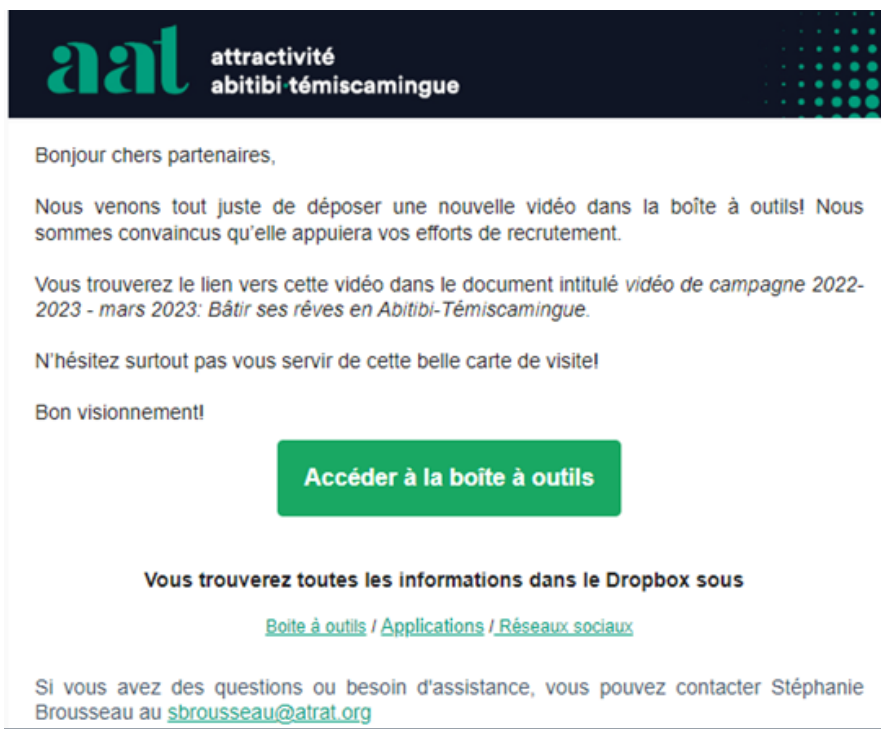 aat
attractivité
abitibi·témiscamingue
Bonjour chers partenaires,
Nous venons tout juste de déposer une nouvelle vidéo dans la boîte à outils! Nous
sommes convaincus qu'elle appuiera vos efforts de recrutement.
Vous trouverez le lien vers cette vidéo dans le document intitulé vidéo de campagne 2022-
2023 - mars 2023: Bâtir ses rêves en Abitibi-Témiscamingue.
N'hésitez surtout pas vous servir de cette belle carte de visite!
Bon visionnement!
Accéder à la boîte à outils
Vous trouverez toutes les informations dans le Dropbox sous
Boite à outils / Applications / Réseaux sociaux
Si vous avez des questions ou besoin d'assistance, vous pouvez contacter Stéphanie
Brousseau au sbrousseau@atrat.org